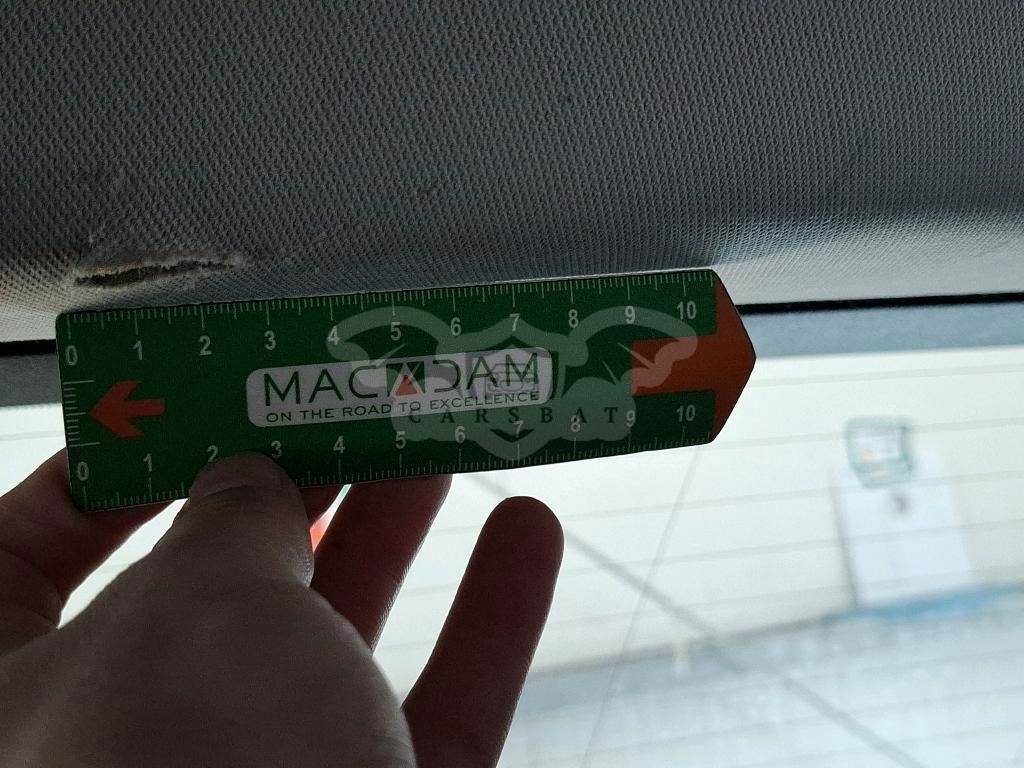 0 1 2 3 4 5 6 7 8 9 10
MACADAM
ON THE ROAD TO EXCELLENCE
CARSBAT
0 1 2 3 4 5 6 7 8 9 10